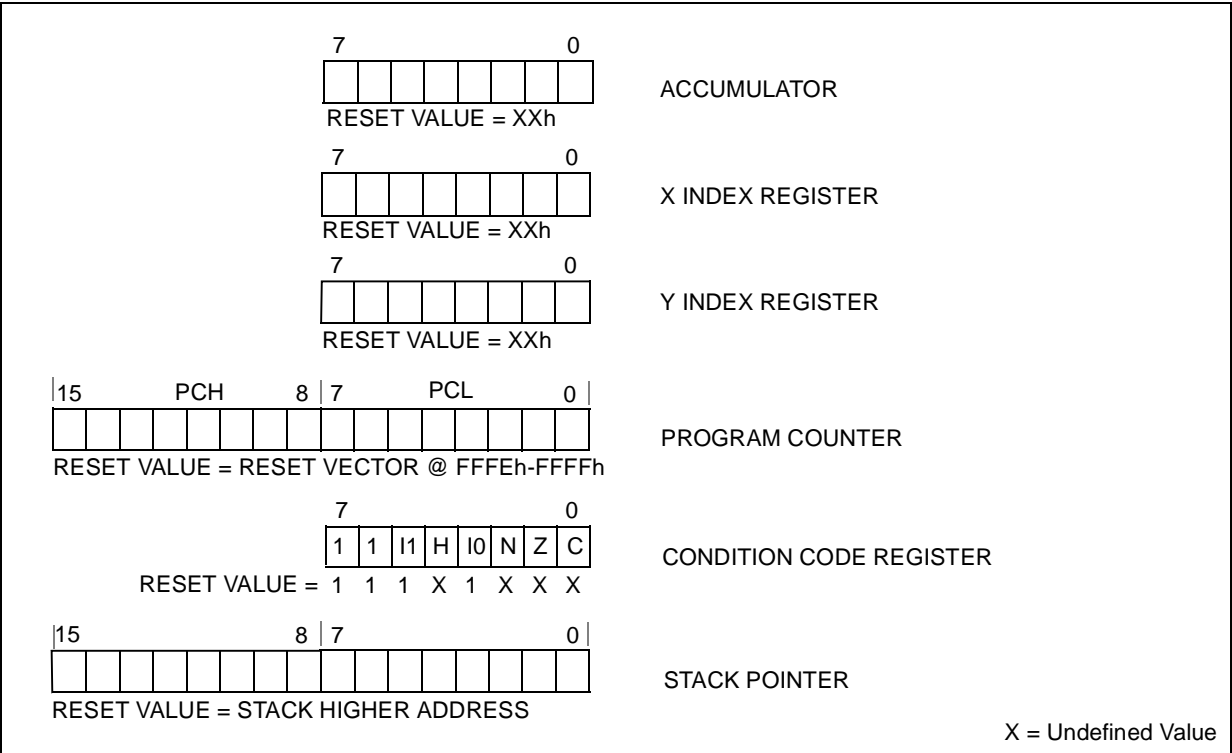 7 0
ACCUMULATOR
RESET VALUE = XXh
7 0
X INDEX REGISTER
RESET VALUE = XXh
7 0
Y INDEX REGISTER
RESET VALUE = XXh
15 PCH 8 7 PCL 0
PROGRAM COUNTER
RESET VALUE = RESET VECTOR @ FFFEh-FFFFh
7 0
1 1 I1 H I0 N Z C
CONDITION CODE REGISTER
RESET VALUE = 1 1 1 X 1 X X X
15 8 7 0
STACK POINTER
RESET VALUE = STACK HIGHER ADDRESS
X = Undefined Value